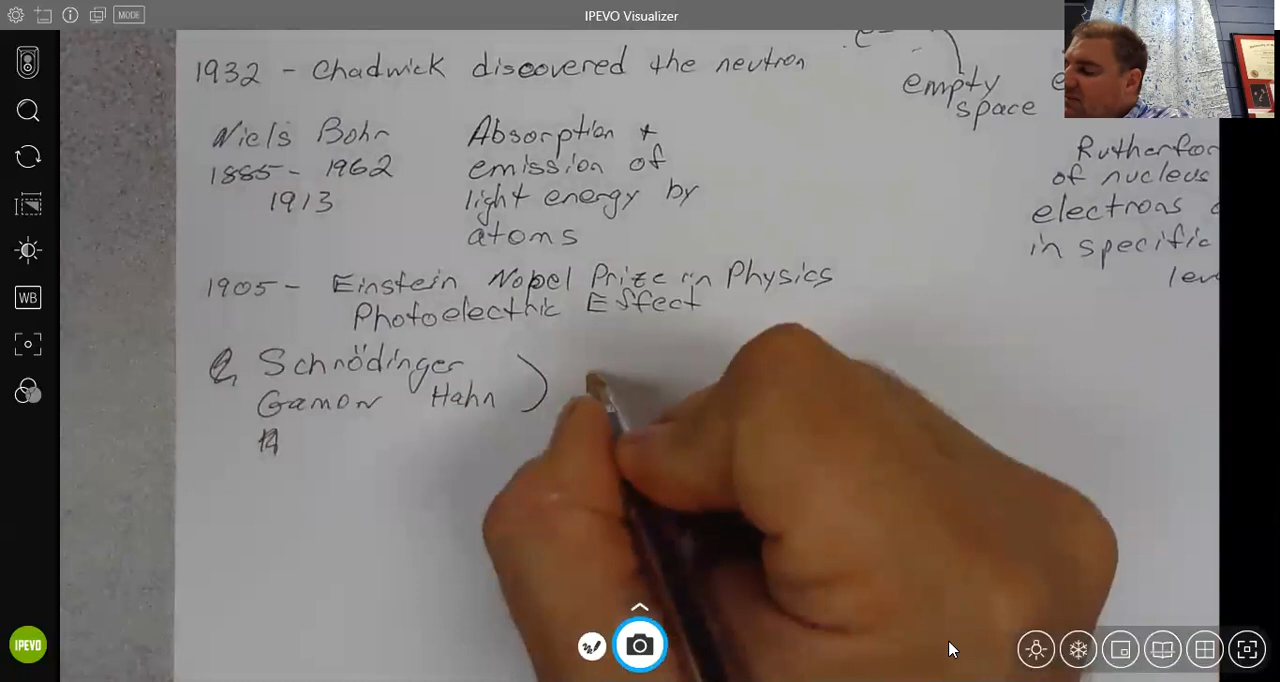 IPEVO Visualizer
MODE
WB
IPEVO
1932 - Chadwick discovered the neutron
e-
empty
space
Niels Bohr
1885 - 1962
1913
Absorption +
emission of
light energy by
atoms
Rutherfor
of nucleus
electrons
in specific
leve
1905 - Einstein Nobel Prize in Physics
Photoelectric Effect
Schrödinger
Gamow Hahn